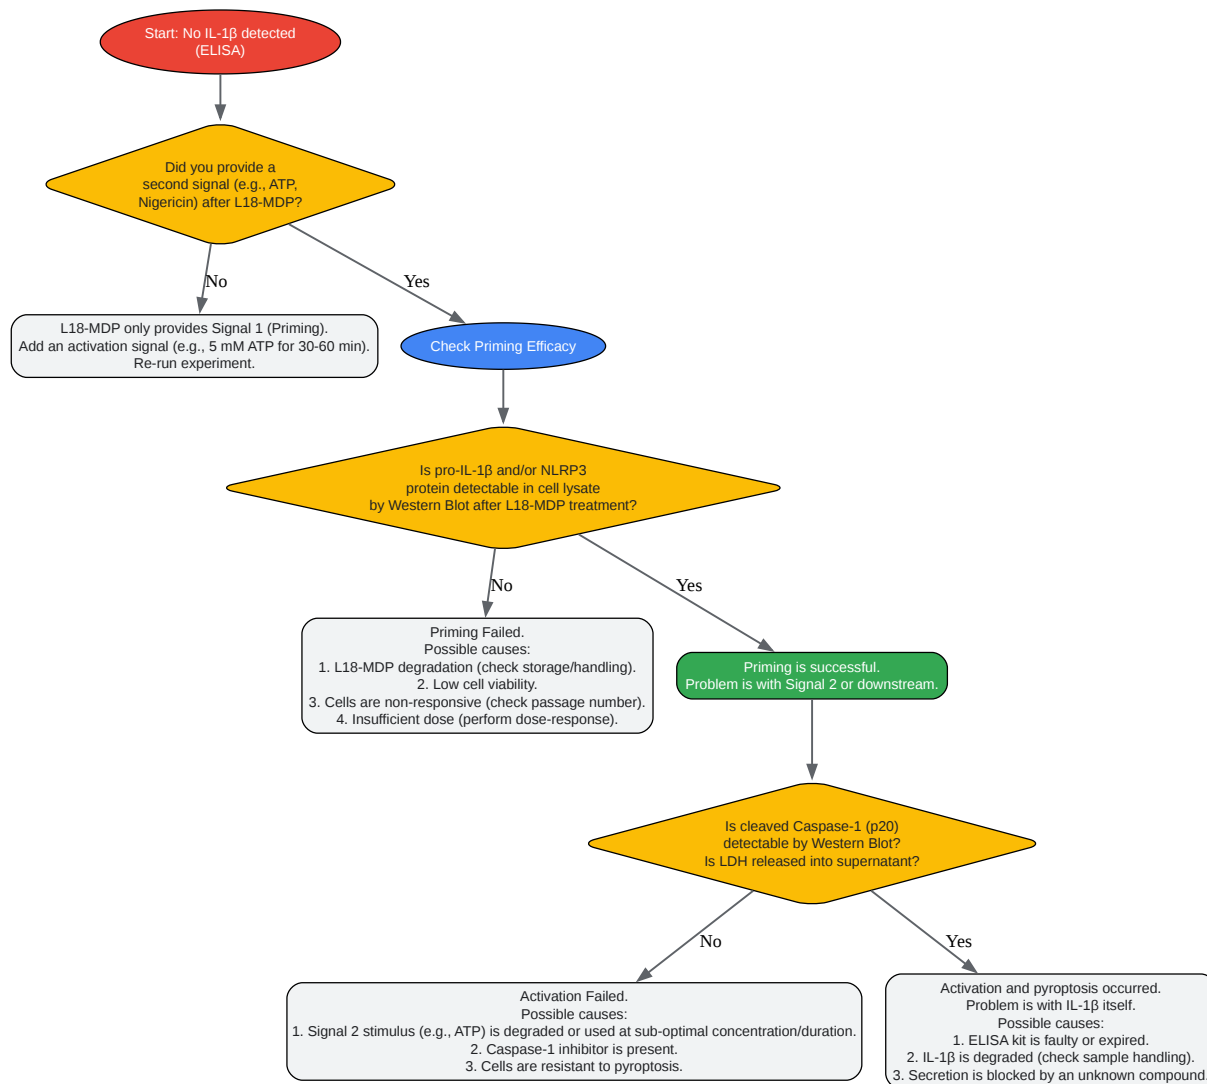 Start: No IL-1β detected
(ELISA)
Did you provide a
second signal (e.g., ATP,
Nigericin) after L18-MDP?
No
Yes
L18-MDP only provides Signal 1 (Priming).
Add an activation signal (e.g., 5 mM ATP for 30-60 min).
Re-run experiment.
Check Priming Efficacy
Is pro-IL-1β and/or NLRP3
protein detectable in cell lysate
by Western Blot after L18-MDP treatment?
No
Yes
Priming Failed.
Possible causes:
1. L18-MDP degradation (check storage/handling).
2. Low cell viability.
3. Cells are non-responsive (check passage number).
4. Insufficient dose (perform dose-response).
Priming is successful.
Problem is with Signal 2 or downstream.
Is cleaved Caspase-1 (p20)
detectable by Western Blot?
Is LDH released into supernatant?
No
Yes
Activation Failed.
Possible causes:
1. Signal 2 stimulus (e.g., ATP) is degraded or used at sub-optimal concentration/duration.
2. Caspase-1 inhibitor is present.
3. Cells are resistant to pyroptosis.
Activation and pyroptosis occurred.
Problem is with IL-1β itself.
Possible causes:
1. ELISA kit is faulty or expired.
2. IL-1β is degraded (check sample handling).
3. Secretion is blocked by an unknown compound.